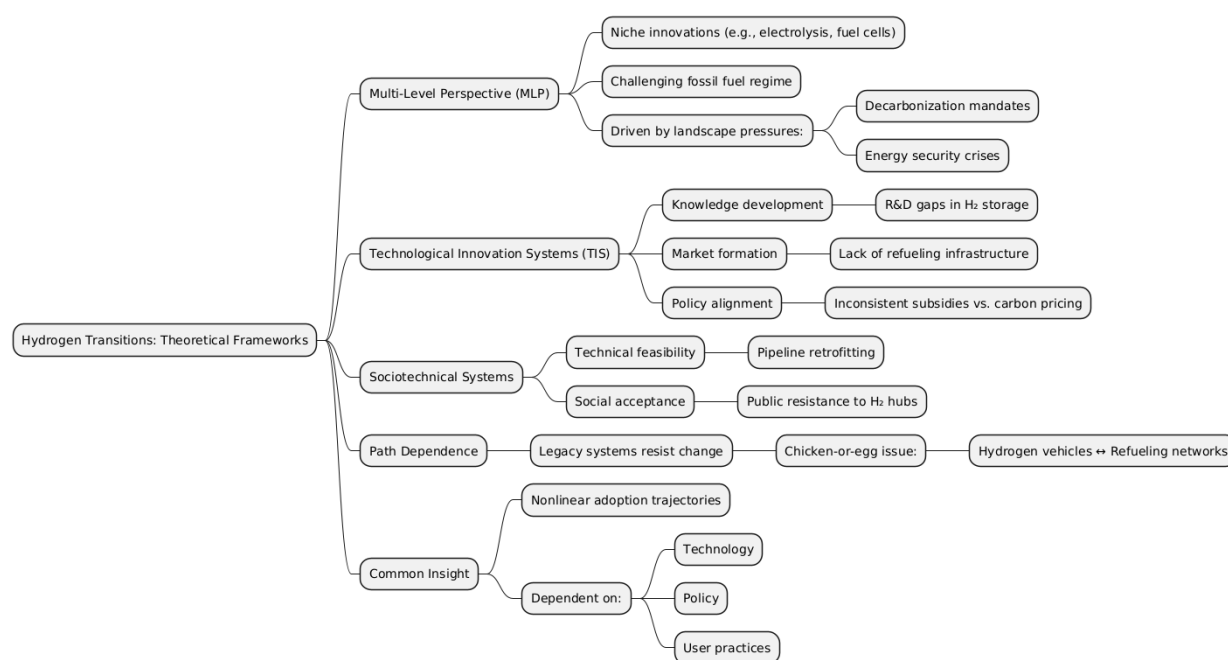 Hydrogen Transitions: Theoretical Frameworks
Multi-Level Perspective (MLP)
Niche innovations (e.g., electrolysis, fuel cells)
Challenging fossil fuel regime
Driven by landscape pressures:
Decarbonization mandates
Energy security crises
Technological Innovation Systems (TIS)
Knowledge development
R&D gaps in H₂ storage
Market formation
Lack of refueling infrastructure
Policy alignment
Inconsistent subsidies vs. carbon pricing
Sociotechnical Systems
Technical feasibility
Pipeline retrofitting
Social acceptance
Public resistance to H₂ hubs
Path Dependence
Legacy systems resist change
Chicken-or-egg issue:
Hydrogen vehicles ↔ Refueling networks
Common Insight
Nonlinear adoption trajectories
Dependent on:
Technology
Policy
User practices